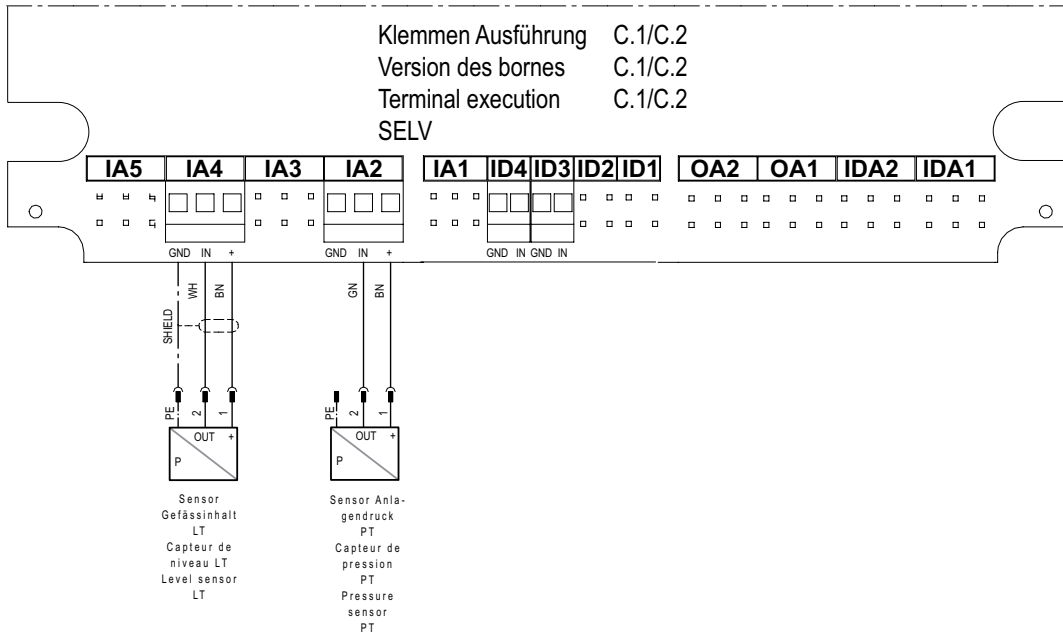 Klemmen Ausführung C.1/C.2
Version des bornes C.1/C.2
Terminal execution C.1/C.2
SELV
IA5 IA4 IA3 IA2 IA1 ID4 ID3 ID2 ID1 OA2 OA1 IDA2 IDA1
GND IN + GND IN + GND IN GND IN
SHIELD WH BN GN BN
PE 2 1 PE 2 1
OUT + OUT +
P P
Sensor
Gefässinhalt
LT
Capteur de
niveau LT
Level sensor
LT
Sensor Anla-
gendruck
PT
Capteur de
pression
PT
Pressure
sensor
PT